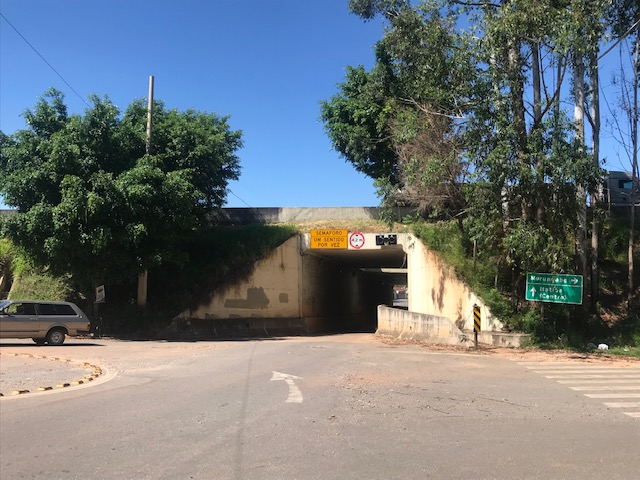 SEMÁFORO
UM SENTIDO
POR VEZ
Morungaba
Itatiba
(Centro)